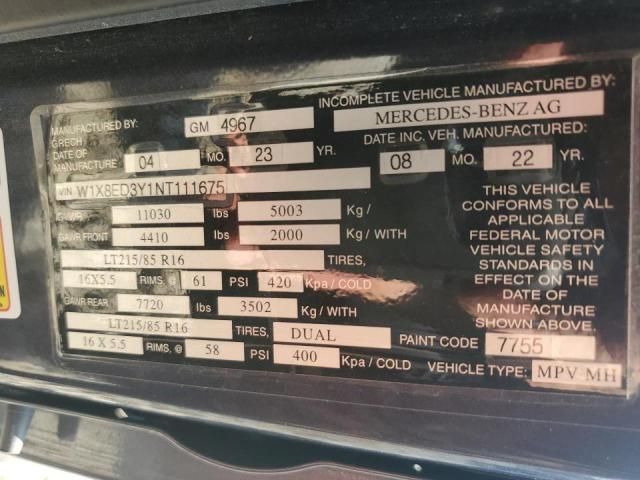 INCOMPLETE VEHICLE MANUFACTURED BY:
MANUFACTURED BY: GM 4967 MERCEDES-BENZ AG
GRECH
DATE OF MANUFACTURE 04 MO. 23 YR.
DATE INC. VEH. MANUFACTURED:
08 MO. 22 YR.
VIN W1X8ED3Y1NT111675
GVWR 11030 lbs 5003 Kg /
GAWR FRONT 4410 lbs 2000 Kg / WITH
LT215/85 R16 TIRES,
16X5.5 RIMS, @ 61 PSI 420 Kpa / COLD
GAWR REAR 7720 lbs 3502 Kg / WITH
LT215/85 R16 TIRES, DUAL
16 X 5.5 RIMS, @ 58 PSI 400 Kpa / COLD
THIS VEHICLE
CONFORMS TO ALL
APPLICABLE
FEDERAL MOTOR
VEHICLE SAFETY
STANDARDS IN
EFFECT ON THE
DATE OF
MANUFACTURE
SHOWN ABOVE.
PAINT CODE 7755
VEHICLE TYPE: MPV-MH